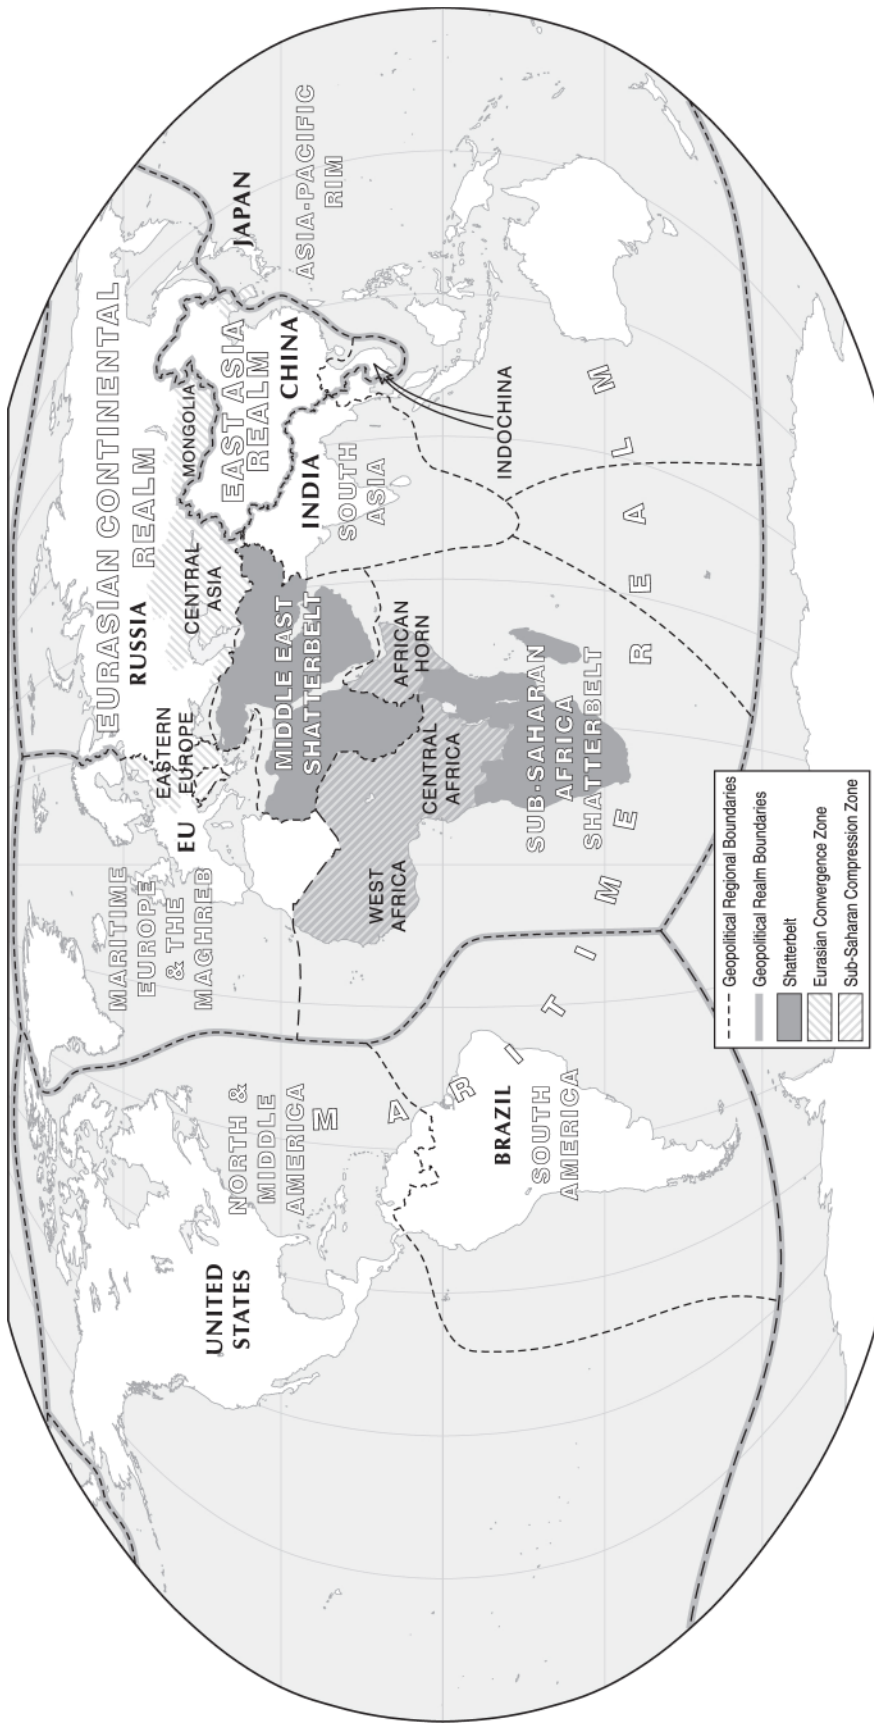 EURASIAN CONTINENTAL
REALM
RUSSIA
MARITIME
EUROPE
& THE
MAGHREB
EU
EASTERN
EUROPE
CENTRAL
ASIA
MONGOLIA
EAST ASIA
REALM
CHINA
JAPAN
ASIA-PACIFIC
RIM
INDIA
SOUTH
ASIA
INDOCHINA
MIDDLE EAST
SHATTERBELT
AFRICAN
HORN
WEST
AFRICA
CENTRAL
AFRICA
SUB-SAHARAN
AFRICA
SHATTERBELT
UNITED
STATES
NORTH &
MIDDLE
AMERICA
BRAZIL
SOUTH
AMERICA
MARITIME REALM
Geopolitical Regional Boundaries
Geopolitical Realm Boundaries
Shatterbelt
Eurasian Convergence Zone
Sub-Saharan Compression Zone